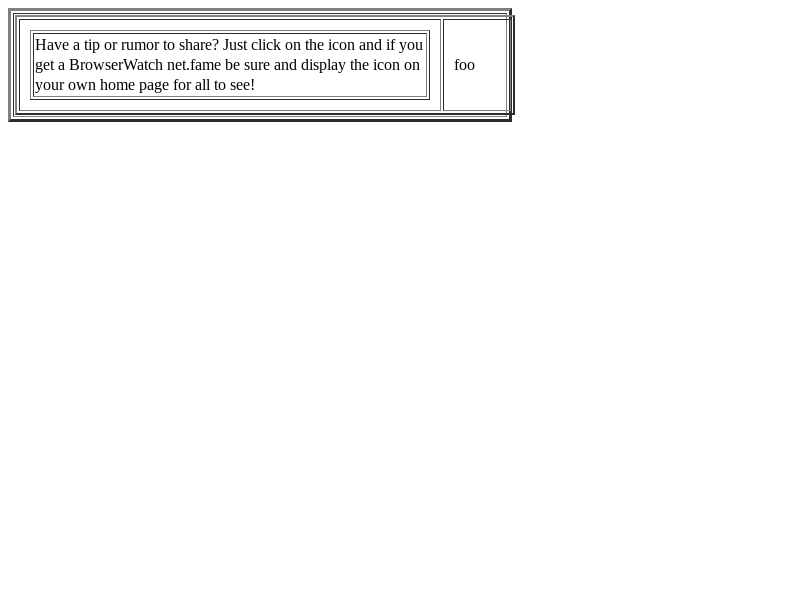 Have a tip or rumor to share? Just click on the icon and if you
get a BrowserWatch net.fame be sure and display the icon on
your own home page for all to see!
foo